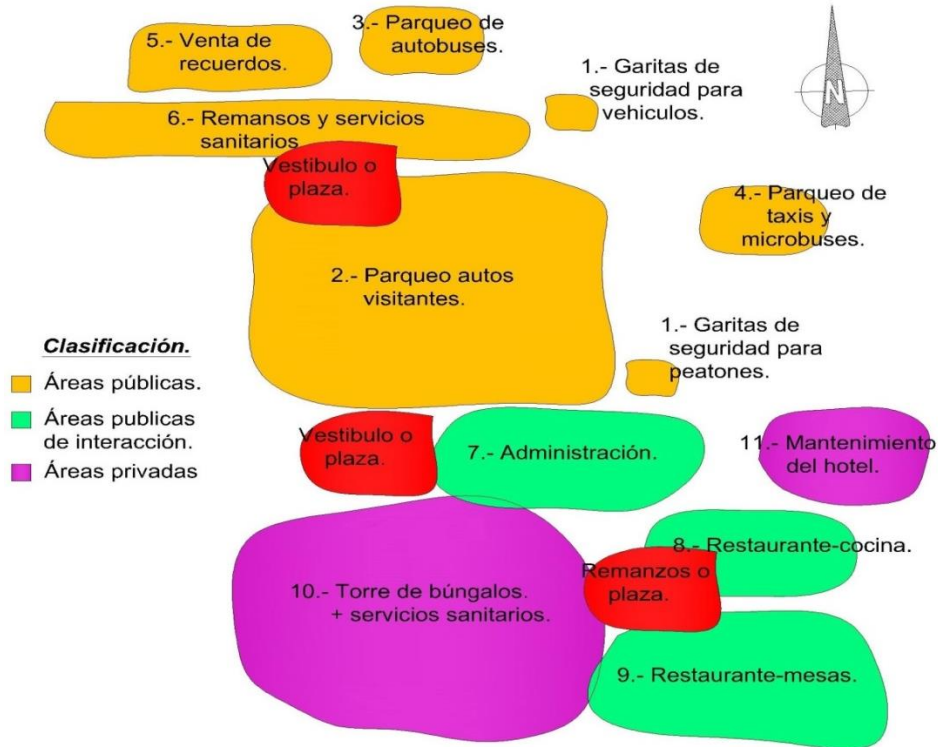 3.- Parqueo de
autobuses.
5.- Venta de
recuerdos.
1.- Garitas de
seguridad para
vehiculos.
N
6.- Remansos y servicios
sanitarios
Vestibulo o
plaza.
4.- Parqueo de
taxis y
microbuses.
2.- Parqueo autos
visitantes.
1.- Garitas de
seguridad para
peatones.
Clasificación.
Áreas públicas.
Áreas publicas
de interacción.
Áreas privadas
Vestibulo o
plaza.
7.- Administración.
11.- Mantenimiento
del hotel.
8.- Restaurante-cocina.
Remanzos o
plaza.
10.- Torre de búngalos.
+ servicios sanitarios.
9.- Restaurante-mesas.